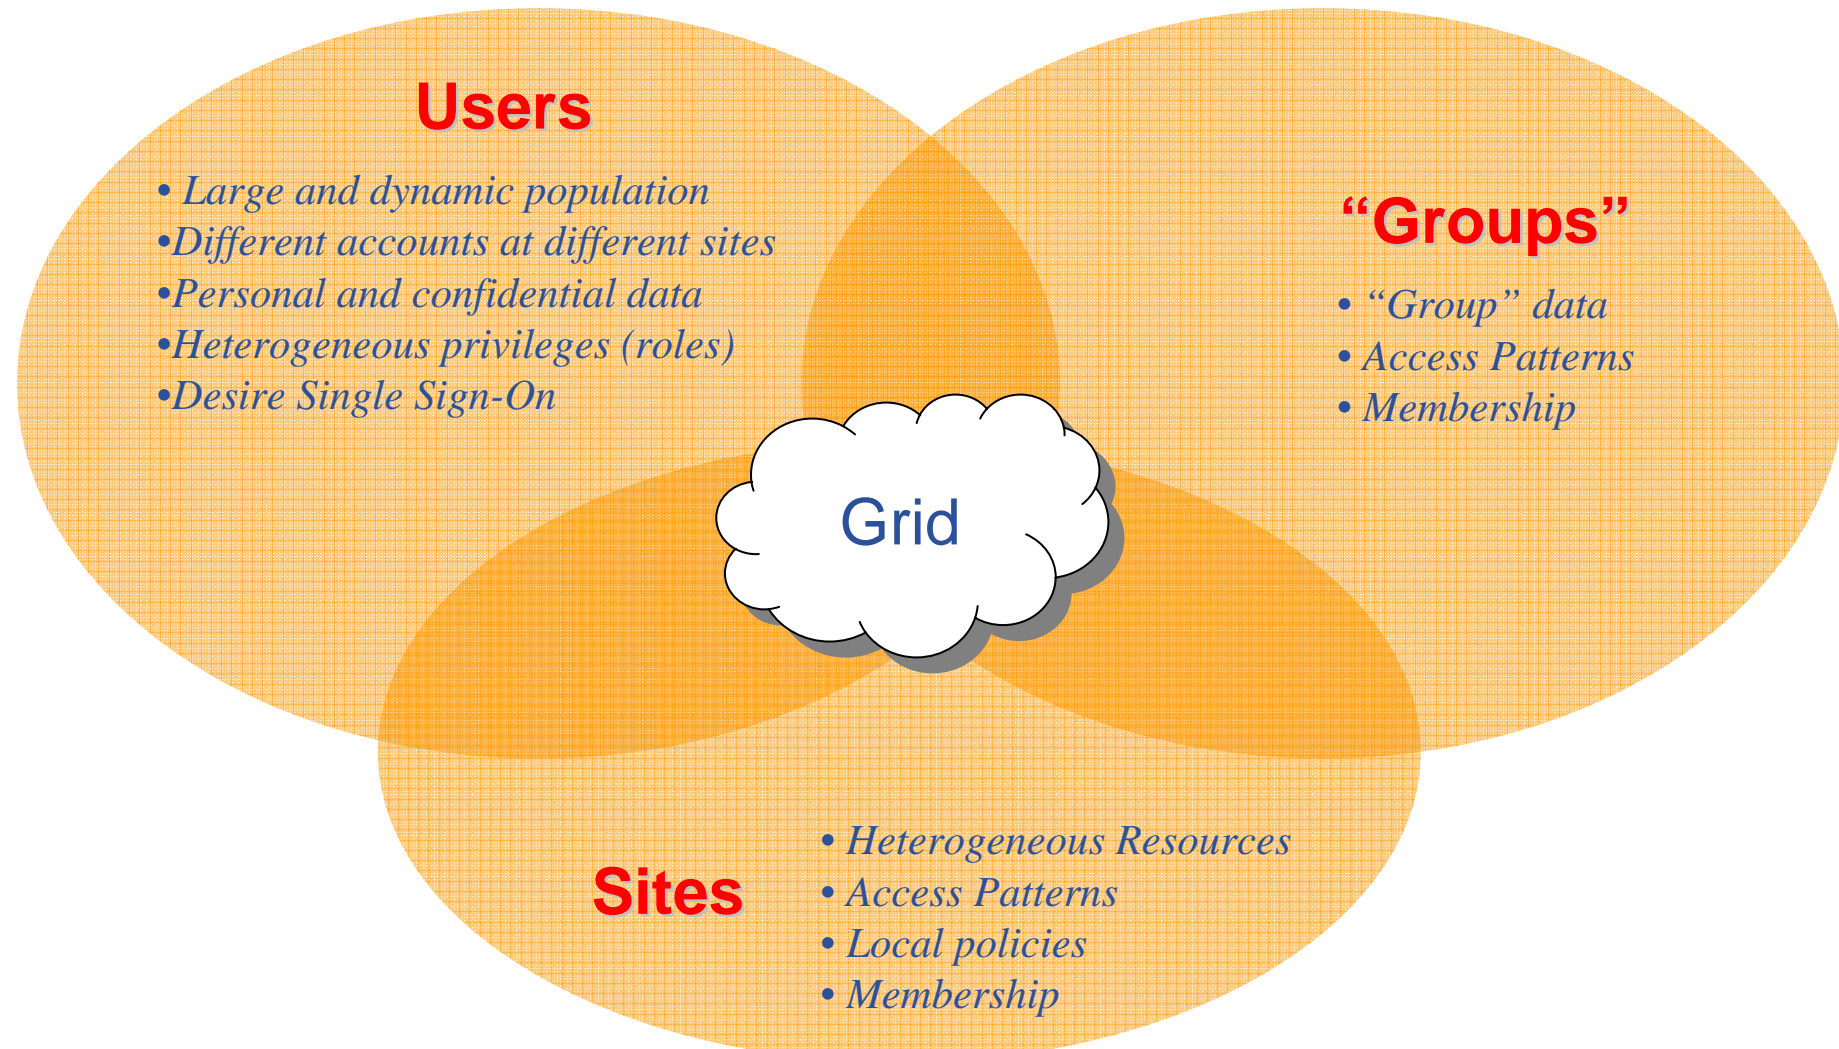 Users
• Large and dynamic population
•Different accounts at different sites
•Personal and confidential data
•Heterogeneous privileges (roles)
•Desire Single Sign-On
“Groups”
• “Group” data
• Access Patterns
• Membership
Grid
Sites
• Heterogeneous Resources
• Access Patterns
• Local policies
• Membership